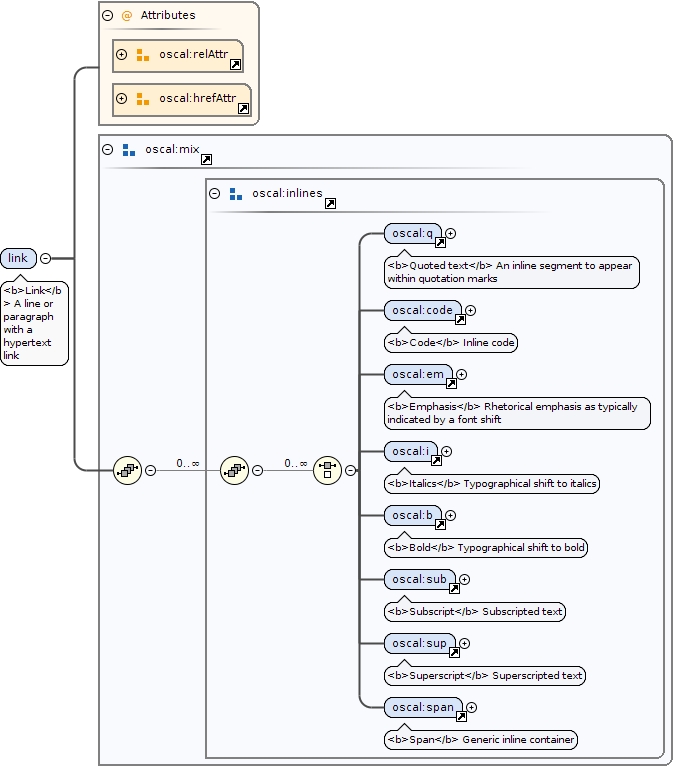 Attributes
oscal:relAttr
oscal:hrefAttr
oscal:mix
oscal:inlines
link
<b>Link</b
> A line or
paragraph
with a
hypertext
link
0..∞
0..∞
oscal:q
<b>Quoted text</b> An inline segment to appear
within quotation marks
oscal:code
<b>Code</b> Inline code
oscal:em
<b>Emphasis</b> Rhetorical emphasis as typically
indicated by a font shift
oscal:i
<b>Italics</b> Typographical shift to italics
oscal:b
<b>Bold</b> Typographical shift to bold
oscal:sub
<b>Subscript</b> Subscripted text
oscal:sup
<b>Superscript</b> Superscripted text
oscal:span
<b>Span</b> Generic inline container